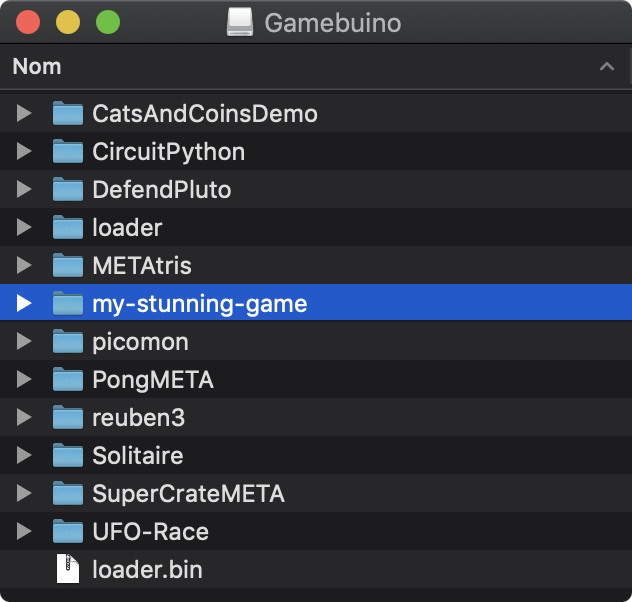 Gamebuino
Nom
CatsAndCoinsDemo
CircuitPython
DefendPluto
loader
METAtris
my-stunning-game
picomon
PongMETA
reuben3
Solitaire
SuperCrateMETA
UFO-Race
loader.bin